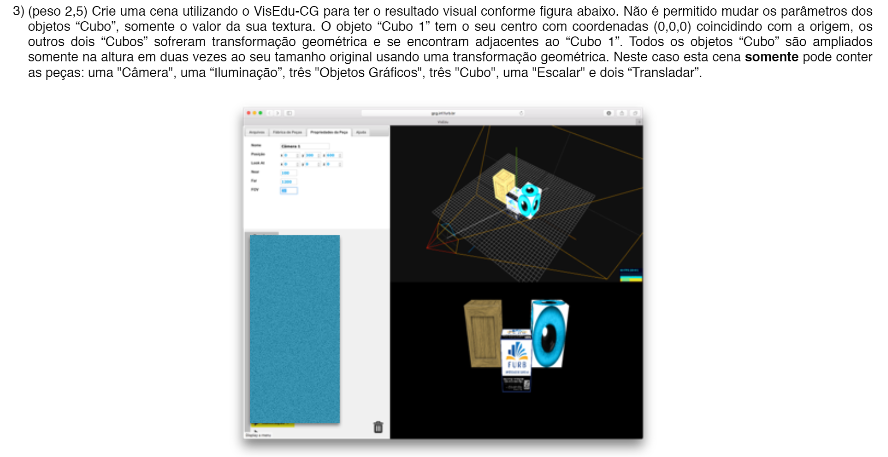 3) (peso 2,5) Crie uma cena utilizando o VisEdu-CG para ter o resultado visual conforme figura abaixo. Não é permitido mudar os parâmetros dos
objetos “Cubo”, somente o valor da sua textura. O objeto “Cubo 1” tem o seu centro com coordenadas (0,0,0) coincidindo com a origem, os
outros dois “Cubos” sofreram transformação geométrica e se encontram adjacentes ao “Cubo 1”. Todos os objetos “Cubo” são ampliados
somente na altura em duas vezes ao seu tamanho original usando uma transformação geométrica. Neste caso esta cena somente pode conter
as peças: uma "Câmera", uma “Iluminação”, três "Objetos Gráficos", três "Cubo", uma "Escalar" e dois “Transladar”.
Arquivos Fábrica de Peças Propriedades da Peça Ajuda
Nome Câmera 1
Posição
Look At
Near 100
Far
FOV
FURB
Display a menu